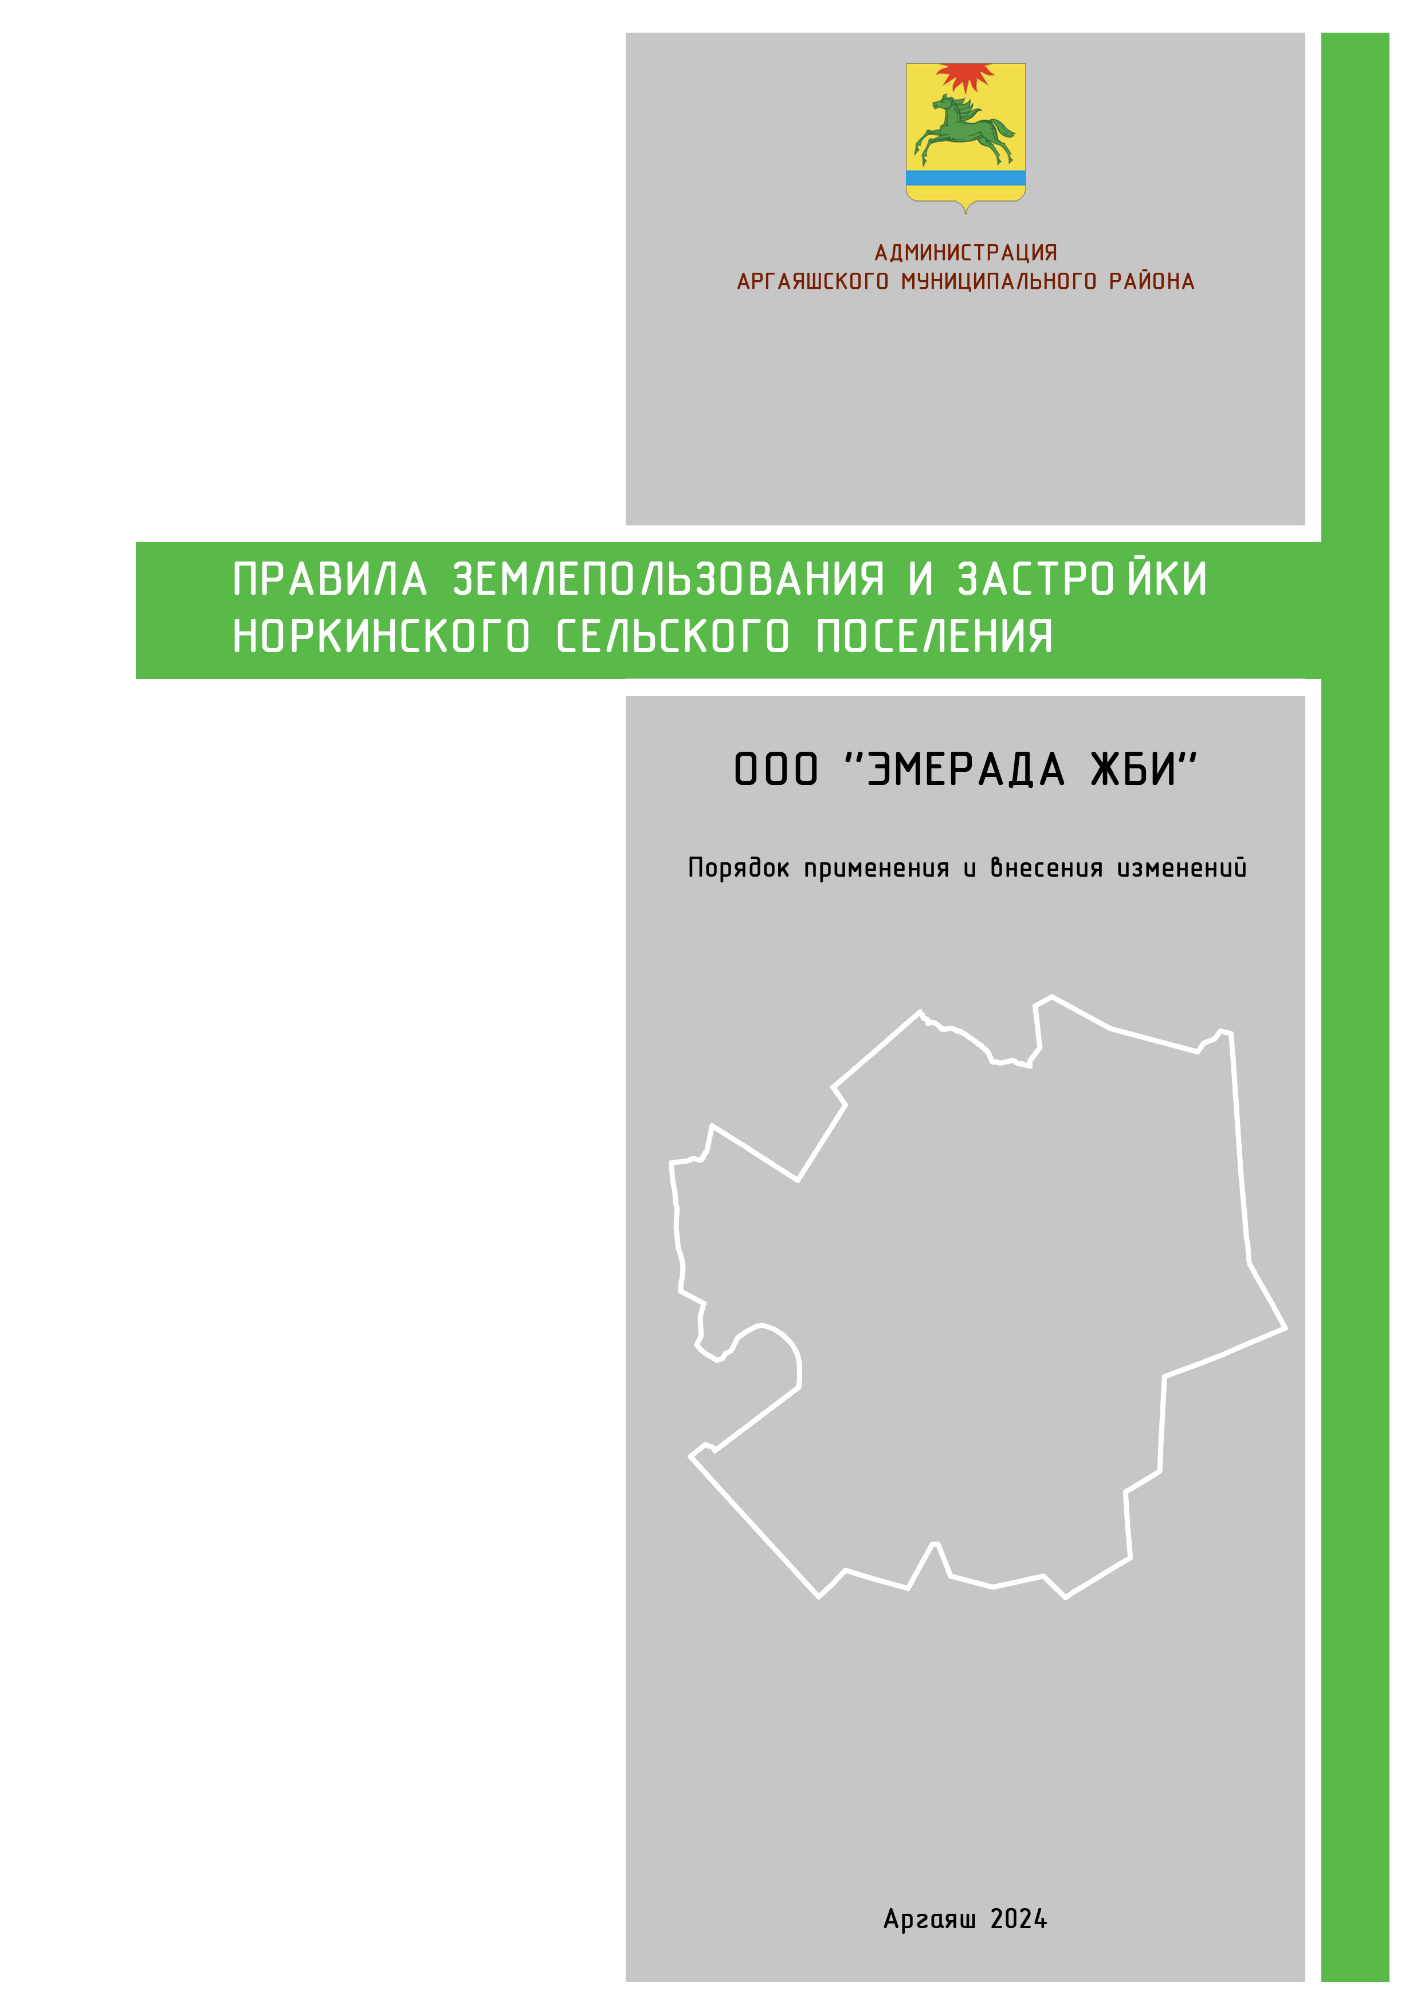 АДМИНИСТРАЦИЯ
АРГАЯШСКОГО МУНИЦИПАЛЬНОГО РАЙОНА
ПРАВИЛА ЗЕМЛЕПОЛЬЗОВАНИЯ И ЗАСТРОЙКИ
НОРКИНСКОГО СЕЛЬСКОГО ПОСЕЛЕНИЯ
ООО "ЭМЕРАДА ЖБИ"
Порядок применения и внесения изменений
Аргаяш 2024